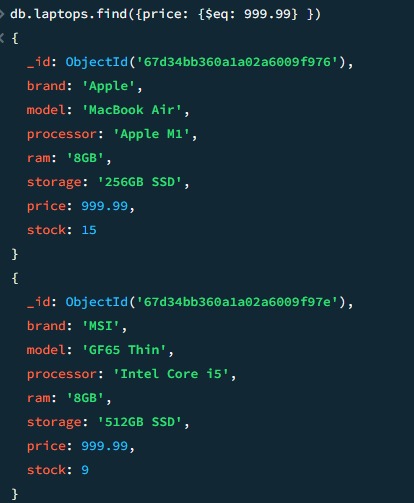 > db.laptops.find({price: {$eq: 999.99} })
< {
_id: ObjectId('67d34bb360a1a02a6009f976'),
brand: 'Apple',
model: 'MacBook Air',
processor: 'Apple M1',
ram: '8GB',
storage: '256GB SSD',
price: 999.99,
stock: 15
}
{
_id: ObjectId('67d34bb360a1a02a6009f97e'),
brand: 'MSI',
model: 'GF65 Thin',
processor: 'Intel Core i5',
ram: '8GB',
storage: '512GB SSD',
price: 999.99,
stock: 9
}